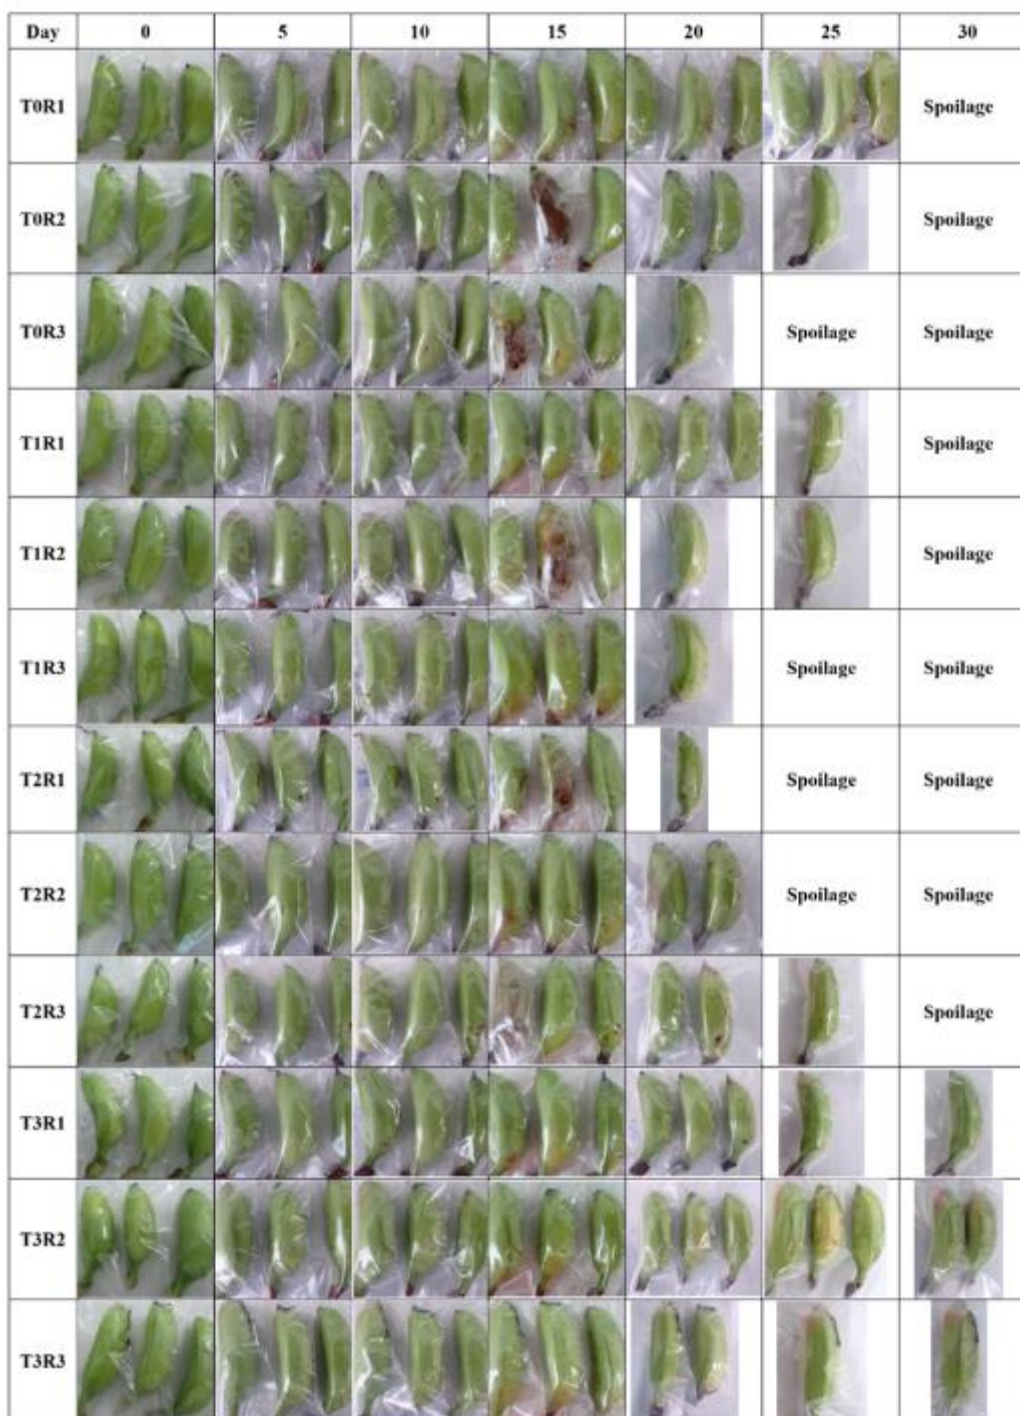 Day 0 5 10 15 20 25 30
T0R1 Spoilage
T0R2 Spoilage
T0R3 Spoilage Spoilage
T1R1 Spoilage
T1R2 Spoilage
T1R3 Spoilage Spoilage
T2R1 Spoilage Spoilage
T2R2 Spoilage Spoilage
T2R3 Spoilage
T3R1
T3R2
T3R3